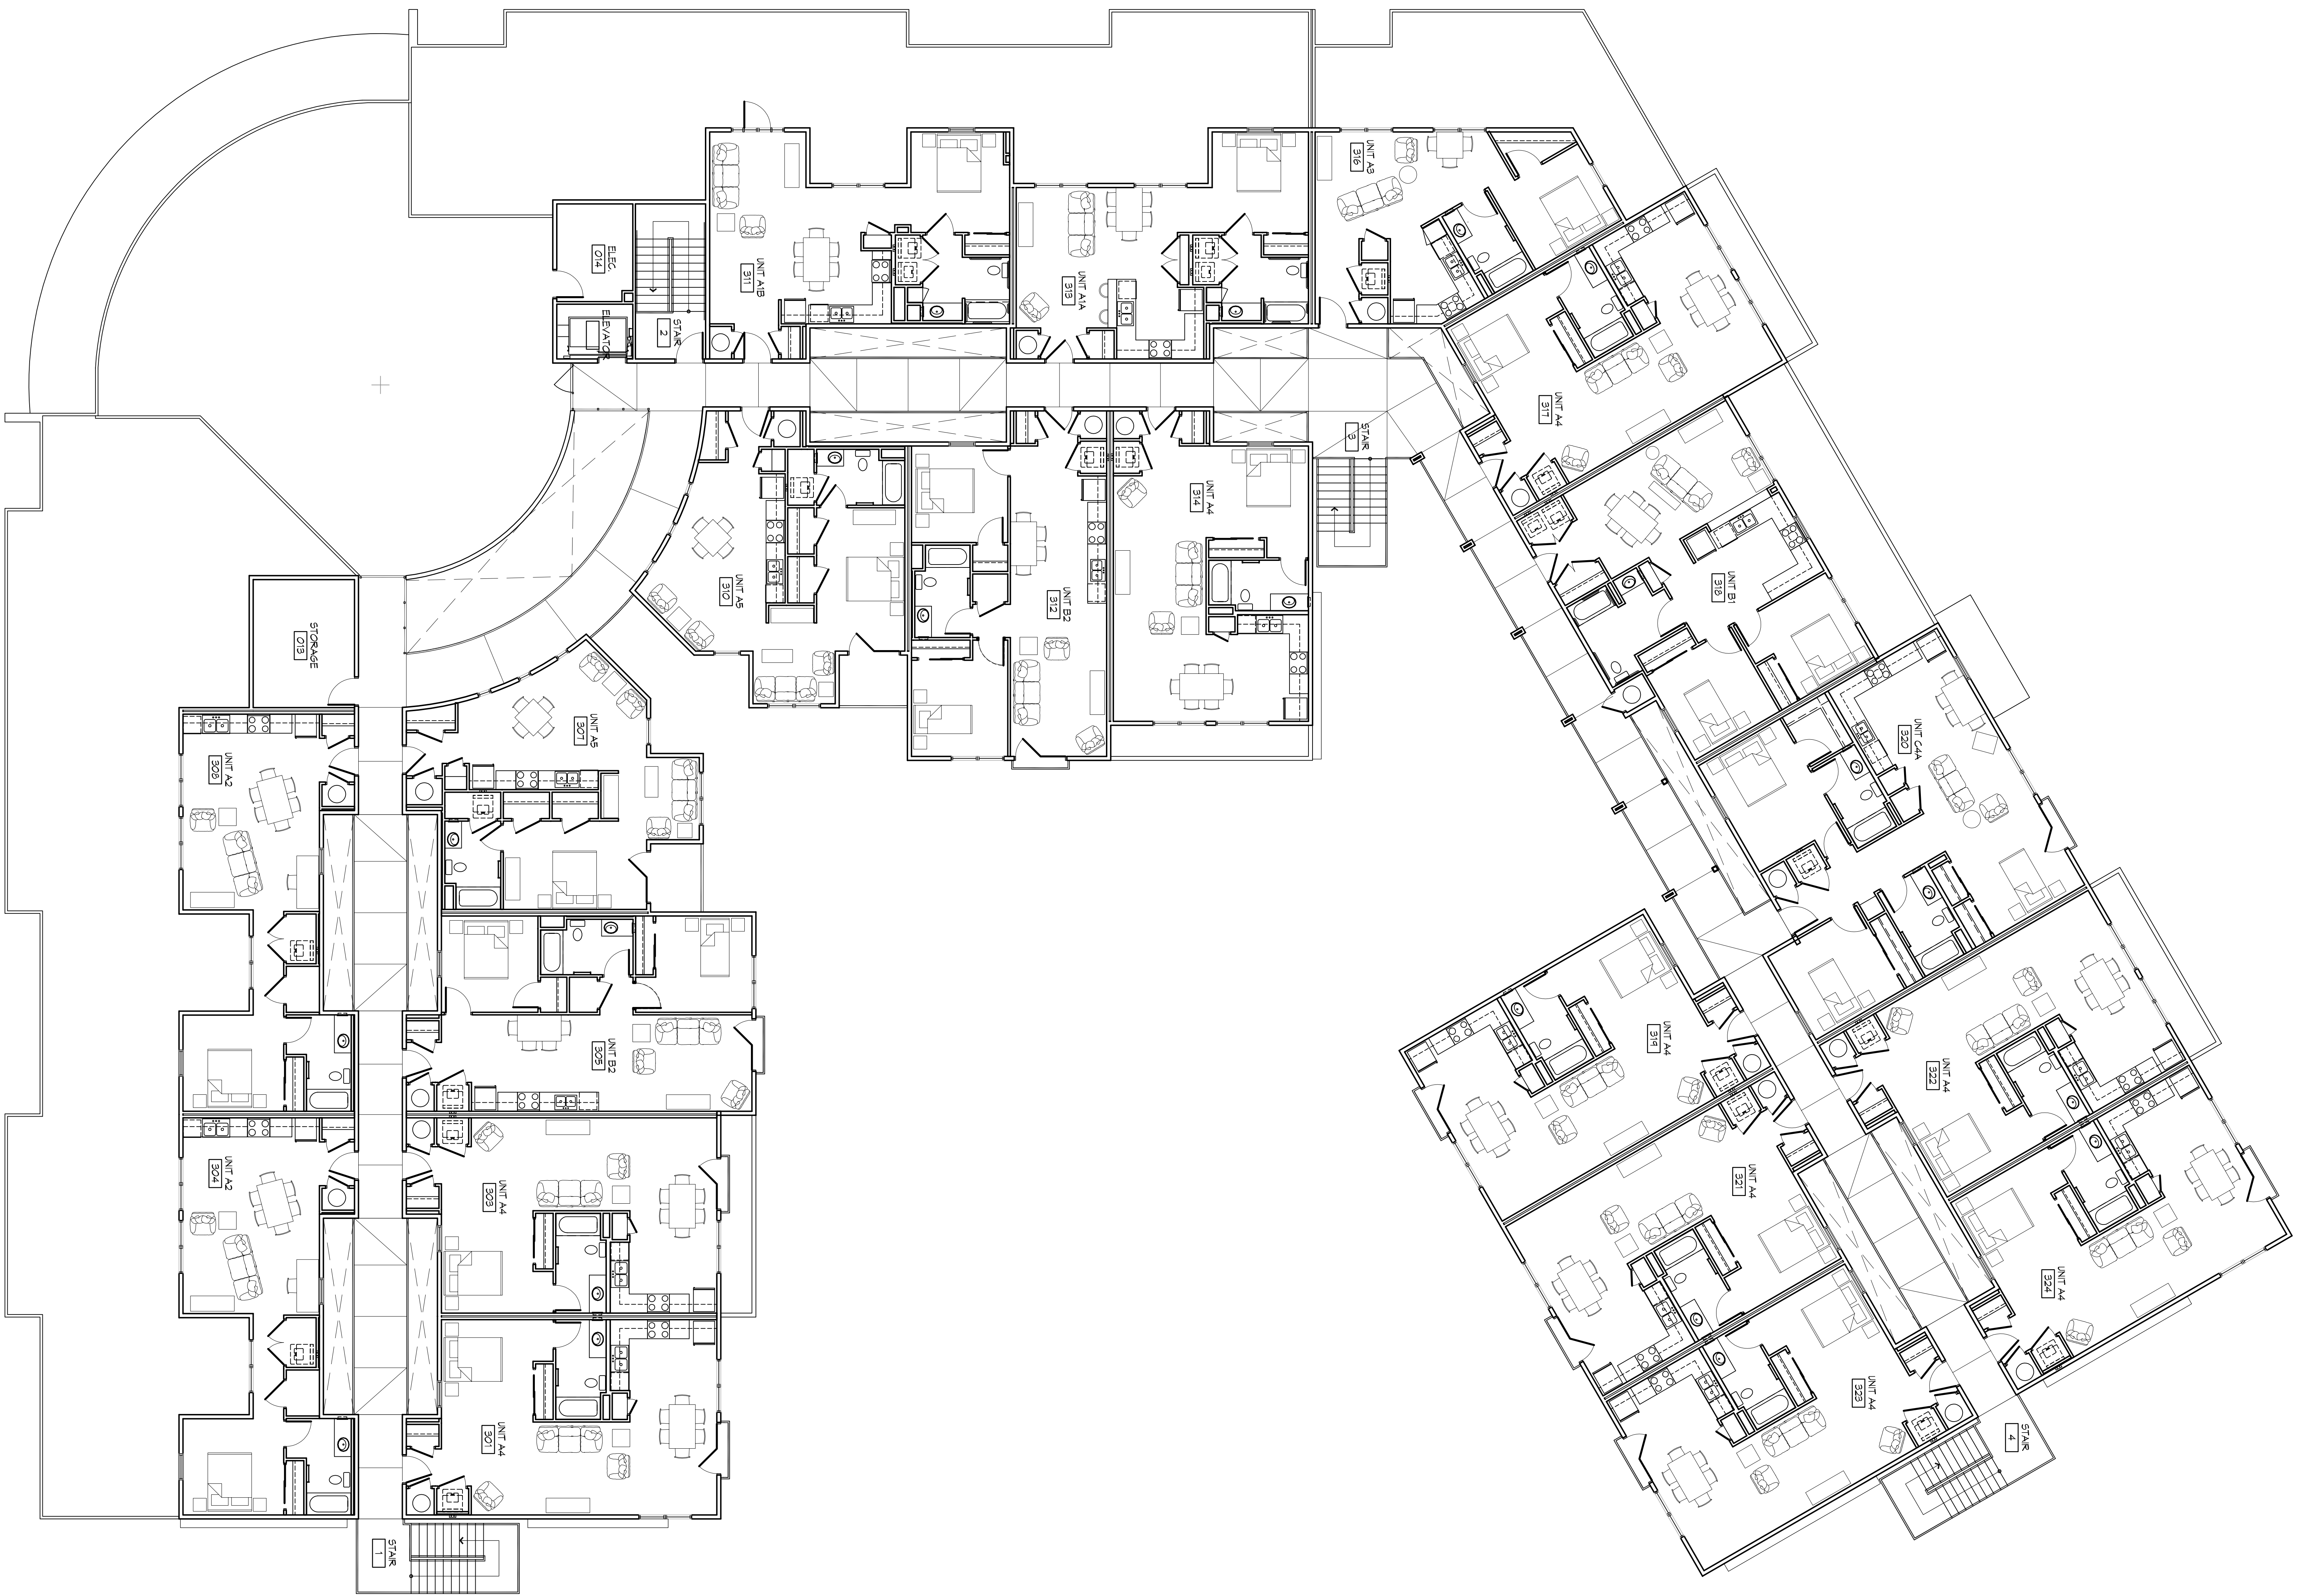 UNIT A1B
311
UNIT A1A
313
UNIT A3
316
ELEC.
014
ELEVATOR
STAIR
2
UNIT A4
317
STAIR
3
UNIT A5
310
UNIT B2
312
UNIT A4
314
UNIT B1
318
STORAGE
013
UNIT A5
307
UNIT A2
308
UNIT C4A
320
UNIT B2
305
UNIT A4
319
UNIT A4
322
UNIT A2
304
UNIT A4
303
UNIT A4
321
UNIT A4
324
UNIT A4
301
UNIT A4
323
STAIR
4
STAIR
1